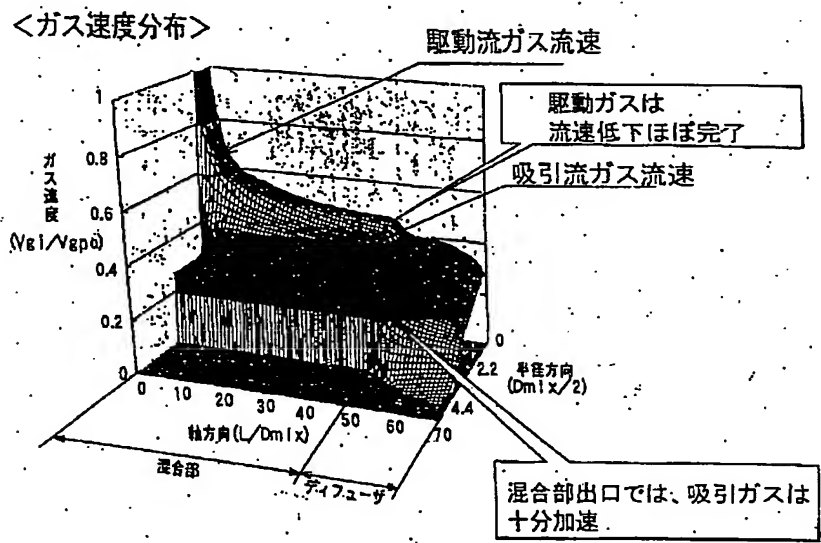 ＜ガス速度分布＞
駆動流ガス流速
駆動ガスは
流速低下ほぼ完了
吸引流ガス流速
ガス速度
(Vgi/Vgpo)
1
0.8
0.6
0.4
0.2
0
0
10
20
30
40
50
60
70
軸方向(L/Dmix)
0
2.2
4.4
半径方向
(Dmix/2)
混合部
ディフューザ
混合部出口では、吸引ガスは
十分加速